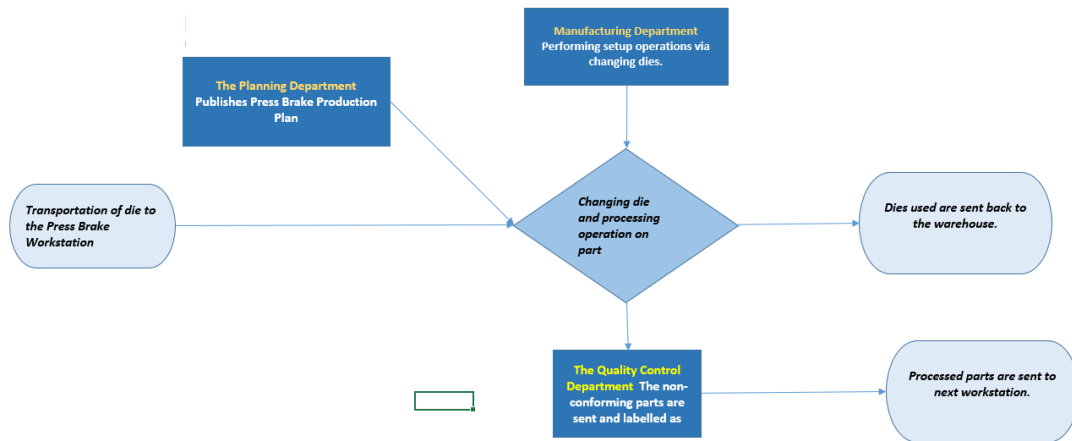 Manufacturing Department
Performing setup operations via
changing dies.
The Planning Department
Publishes Press Brake Production
Plan
Transportation of die to
the Press Brake
Workstation
Changing die
and processing
operation on
part
Dies used are sent back to
the warehouse.
The Quality Control
Department The non-
conforming parts are
sent and labelled as
Processed parts are sent to
next workstation.